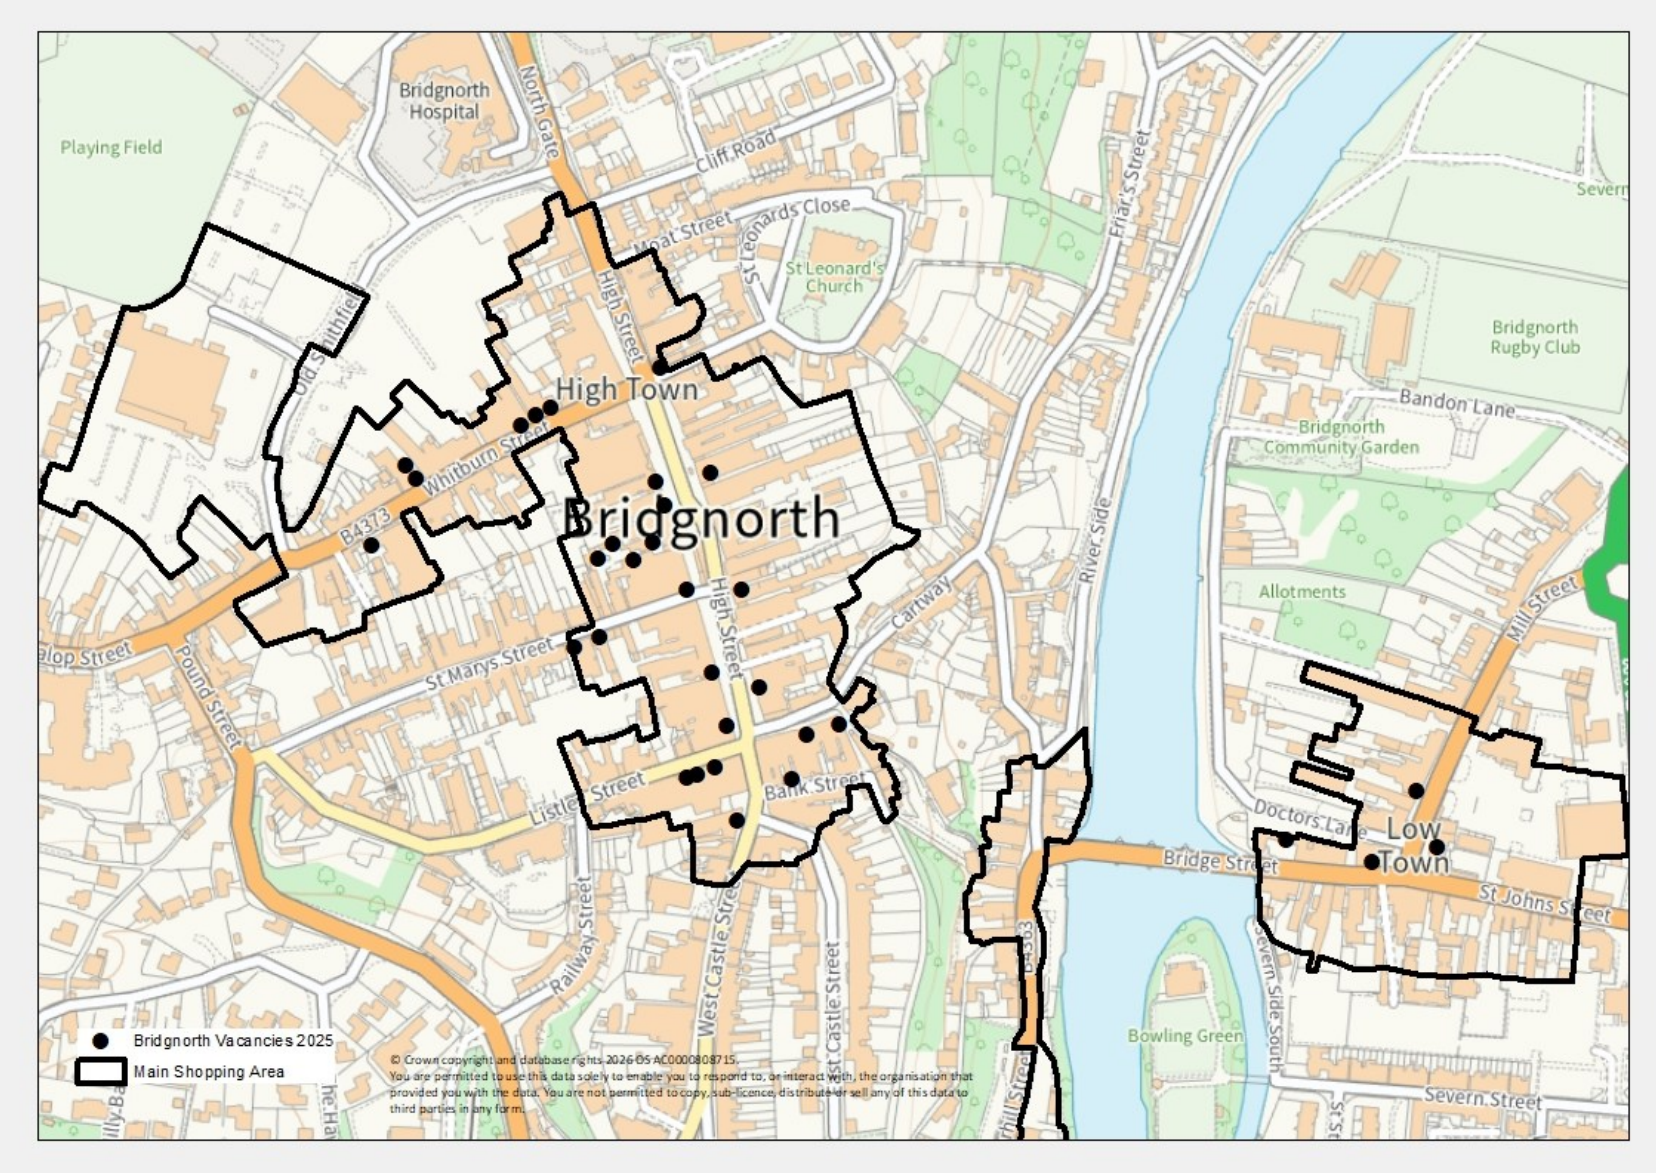 Bridgnorth
Hospital
North Gate
Playing Field
Cliff Road
Moat Street
St Leonards Close
St Leonard's
Church
Friar's Street
Severn
Bridgnorth
Rugby Club
High Street
Old Smithfiel
High Town
Bandon Lane
Bridgnorth
Community Garden
Whitburn Street
B4373
Bridgnorth
River Side
Cartway
Allotments
Mill Street
High Street
alop Street
Pound Street
St Marys Street
Listley Street
Bank Street
Doctors Lane
Low
Town
Bridge Street
St Johns Street
Railway Street
West Castle Street
East Castle Street
B4363
Severn Side South
Bowling Green
Severn Street
Bridgnorth Vacancies 2025
Main Shopping Area
© Crown copyright and database rights 2026 OS AC0000808715.
You are permitted to use this data solely to enable you to respond to, or interact with, the organisation that
provided you with the data. You are not permitted to copy, sub-licence, distribute or sell any of this data to
third parties in any form.